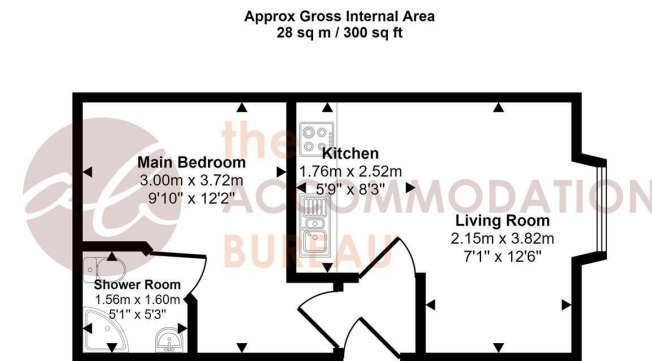 Approx Gross Internal Area
28 sq m / 300 sq ft
the
ACCOMMODATION
BUREAU
Main Bedroom
3.00m x 3.72m
9'10" x 12'2"
Kitchen
1.76m x 2.52m
5'9" x 8'3"
Living Room
2.15m x 3.82m
7'1" x 12'6"
Shower Room
1.56m x 1.60m
5'1" x 5'3"